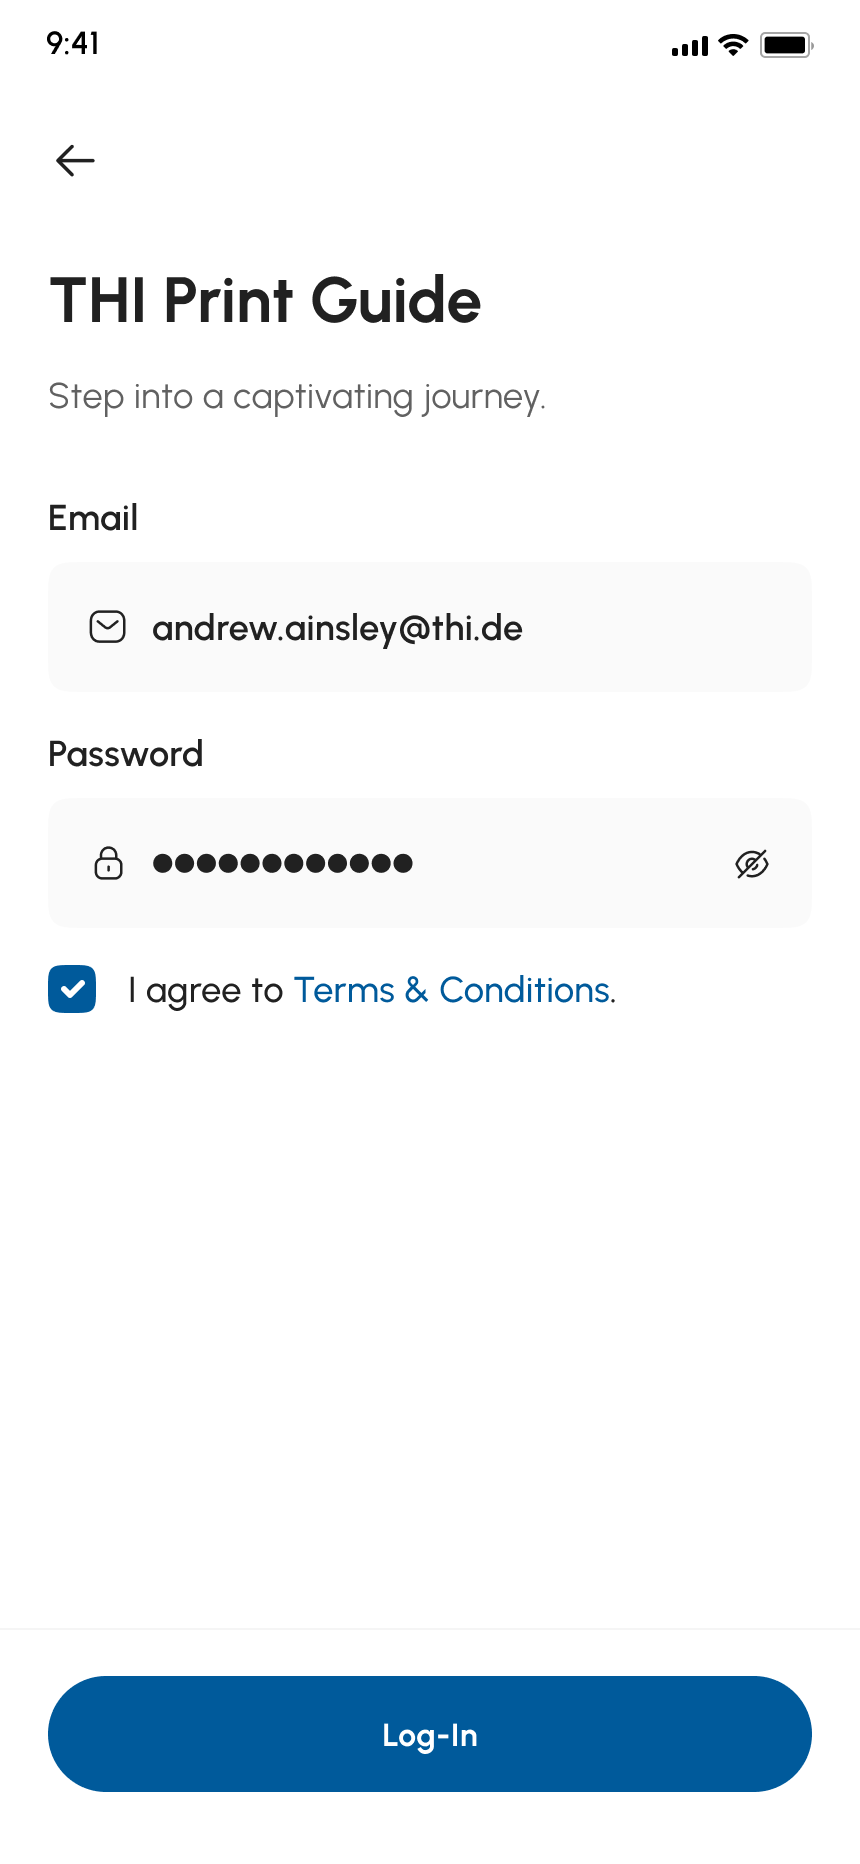 9:41
THI Print Guide
Step into a captivating journey.
Email
andrew.ainsley@thi.de
Password
●●●●●●●●●●●●
I agree to Terms & Conditions.
Log-In